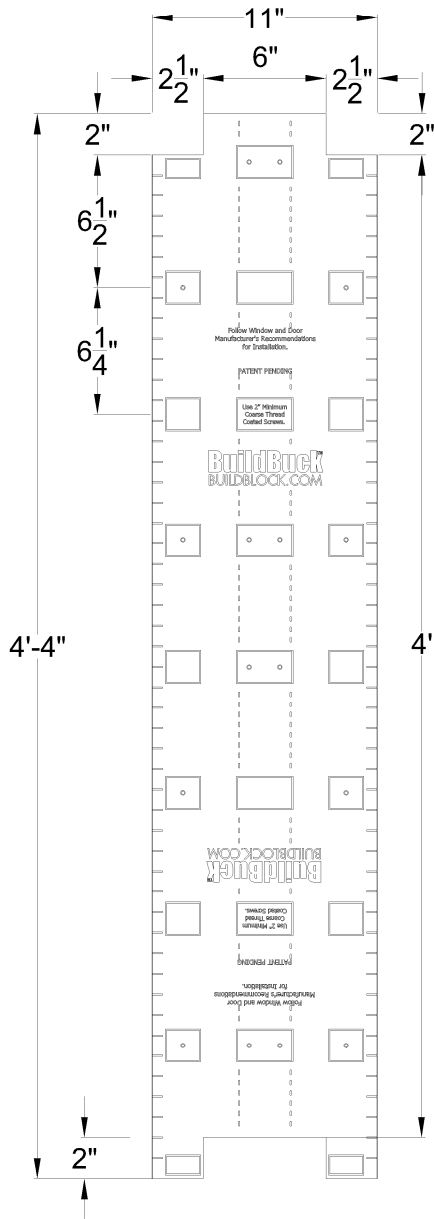 11"
2 1/2"
6"
2 1/2"
2"
2"
6 1/2"
6 1/4"
Follow Window and Door
Manufacturer's Recommendations
for Installation.
PATENT PENDING
Use 2" Minimum
Coarse Thread
Coated Screws.
BuildBuck™
BUILDBLOCK.COM
4'-4"
4'
BuildBuck™
BUILDBLOCK.COM
Use 2" Minimum
Coarse Thread
Coated Screws.
PATENT PENDING
Follow Window and Door
Manufacturer's Recommendations
for Installation.
2"